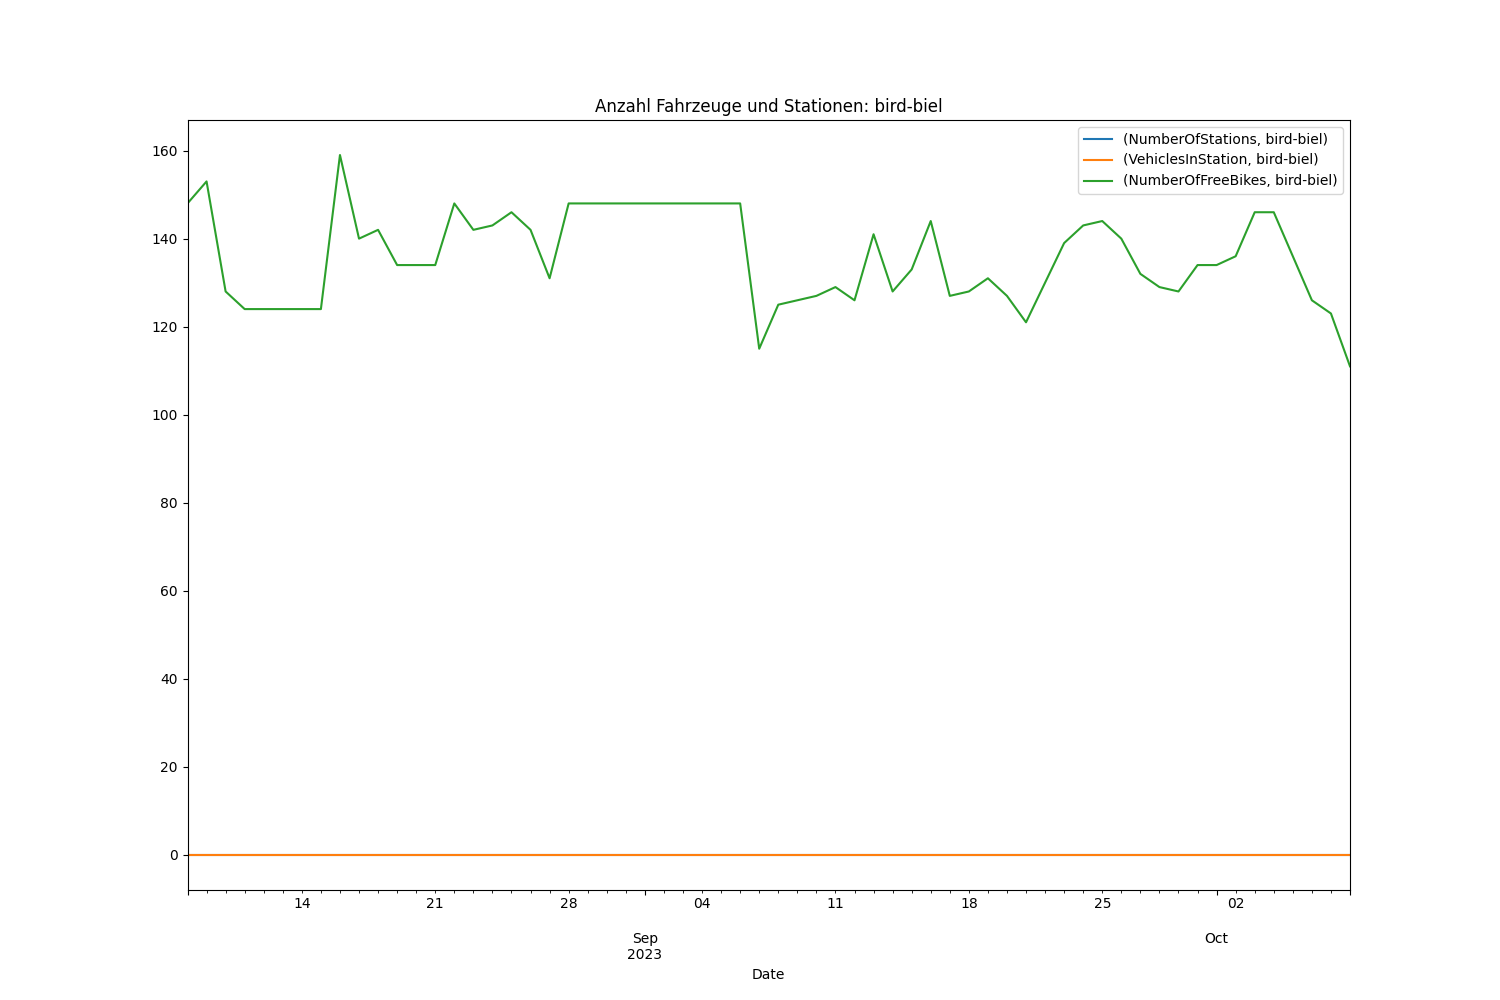 Anzahl Fahrzeuge und Stationen: bird-biel
(NumberOfStations, bird-biel)
(VehiclesInStation, bird-biel)
(NumberOfFreeBikes, bird-biel)
160
140
120
100
80
60
40
20
0
14 21 28 04 11 18 25 02
Sep Oct
2023
Date